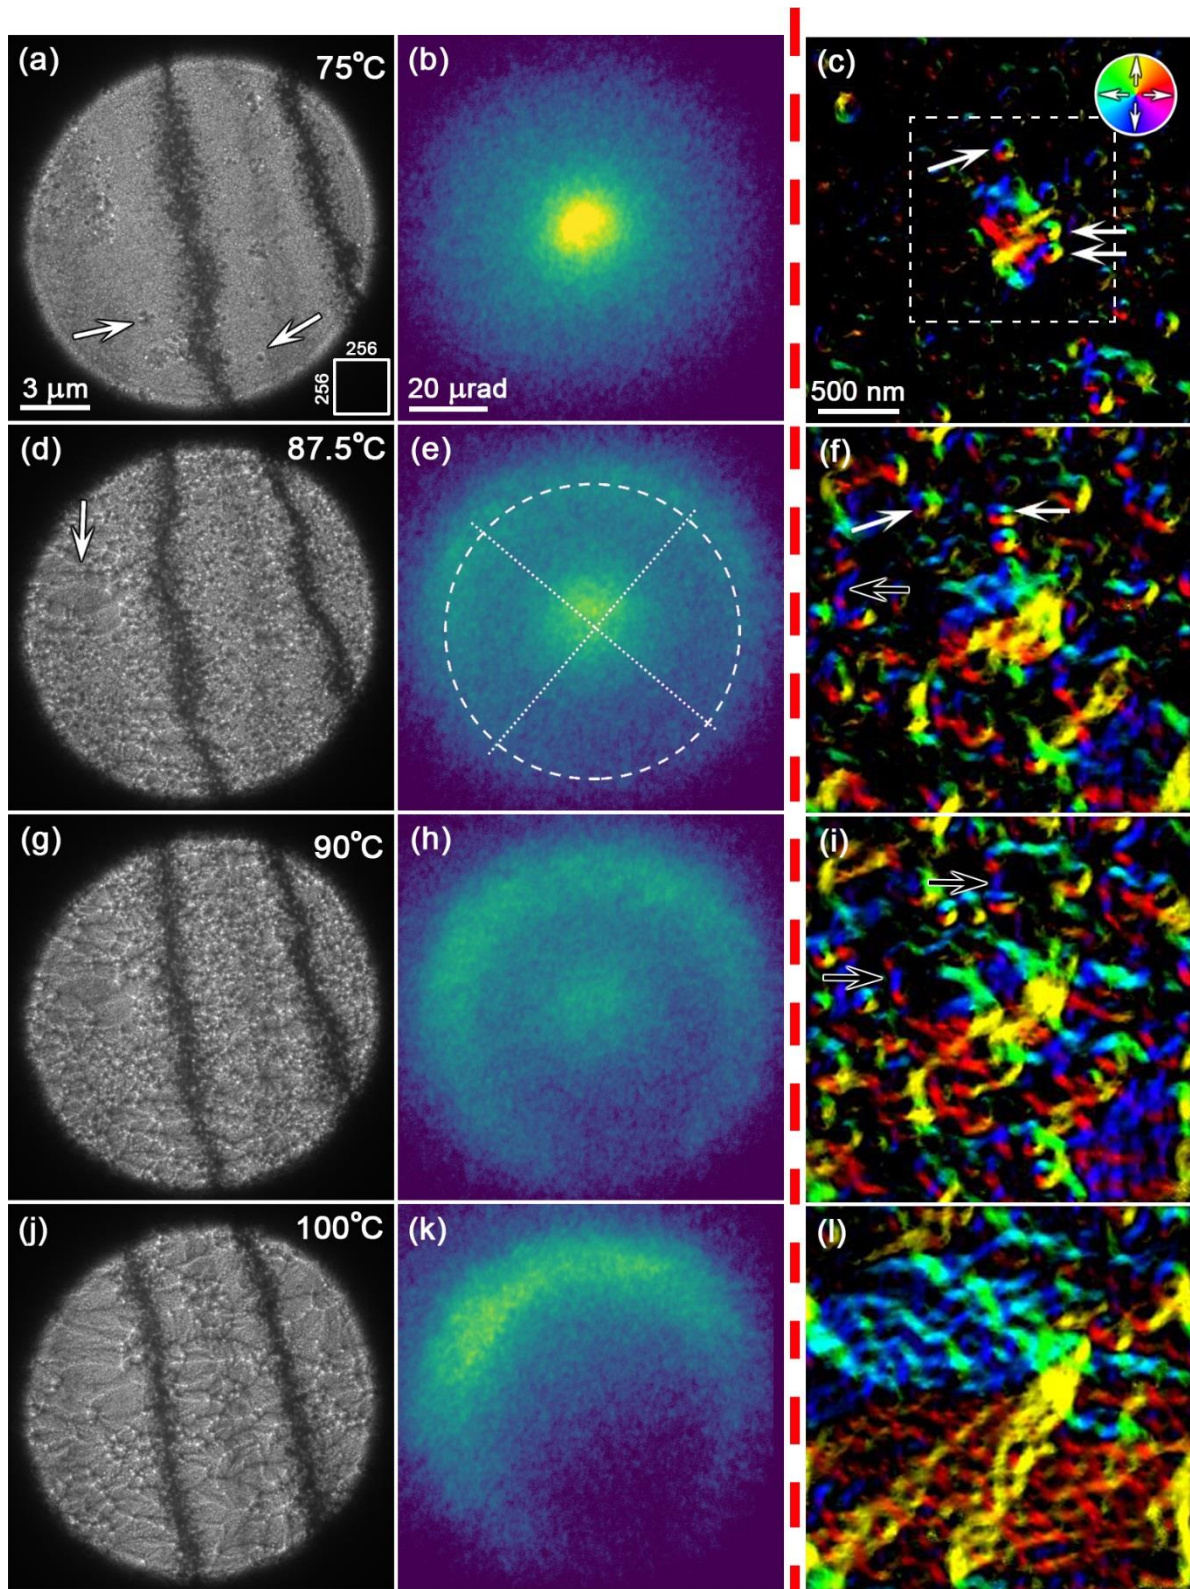 (a) 75°C
256
256
3 μm
(b)
20 μrad
(c)
500 nm
(d) 87.5°C
(e)
(f)
(g) 90°C
(h)
(i)
(j) 100°C
(k)
(l)